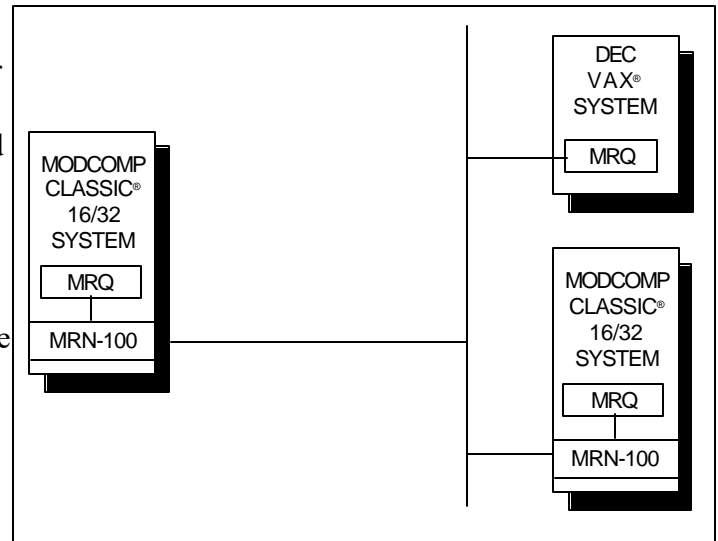 MODCOMP
CLASSIC®
16/32
SYSTEM
MRQ
MRN-100
DEC
VAX®
SYSTEM
MRQ
MODCOMP
CLASSIC®
16/32
SYSTEM
MRQ
MRN-100